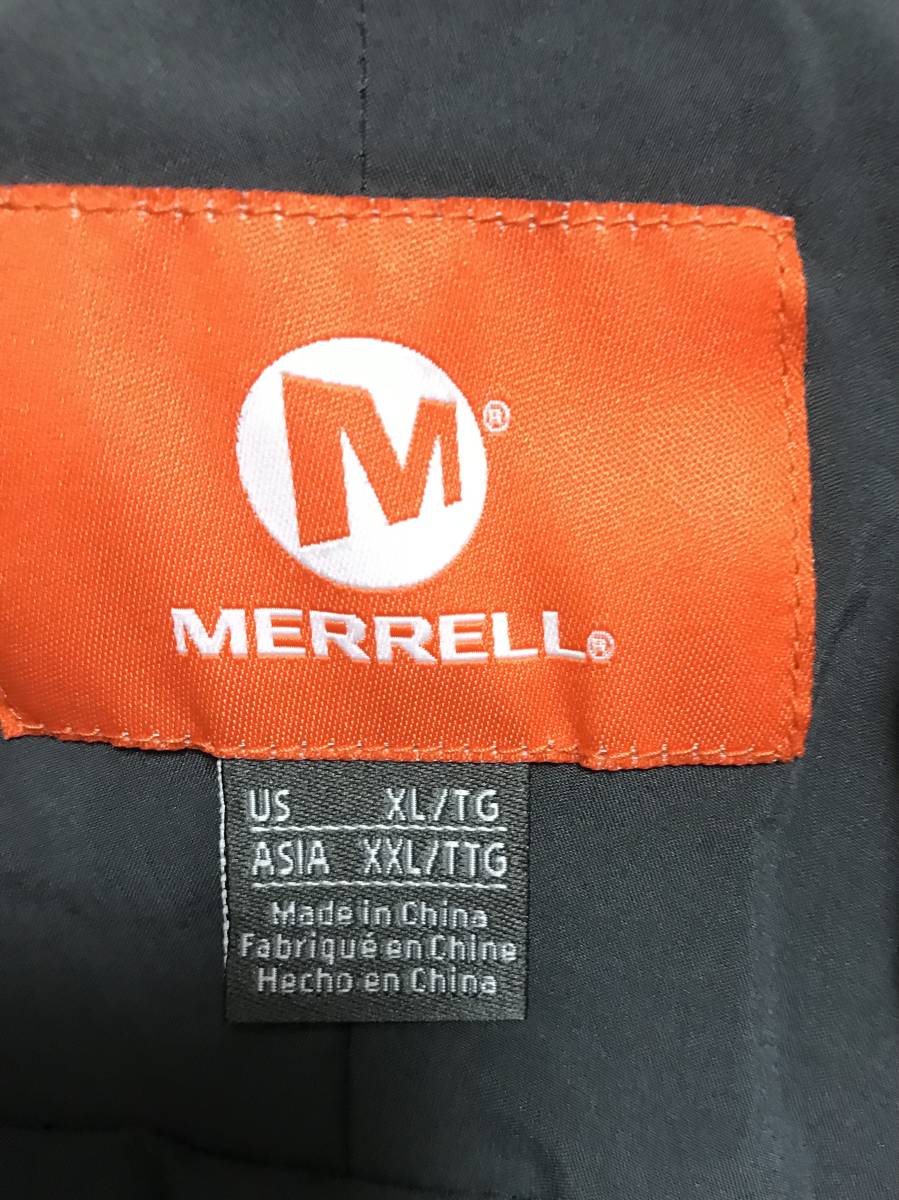 M®
MERRELL®
US XL/TG
ASIA XXL/TTG
Made in China
Fabriqué en Chine
Hecho en China